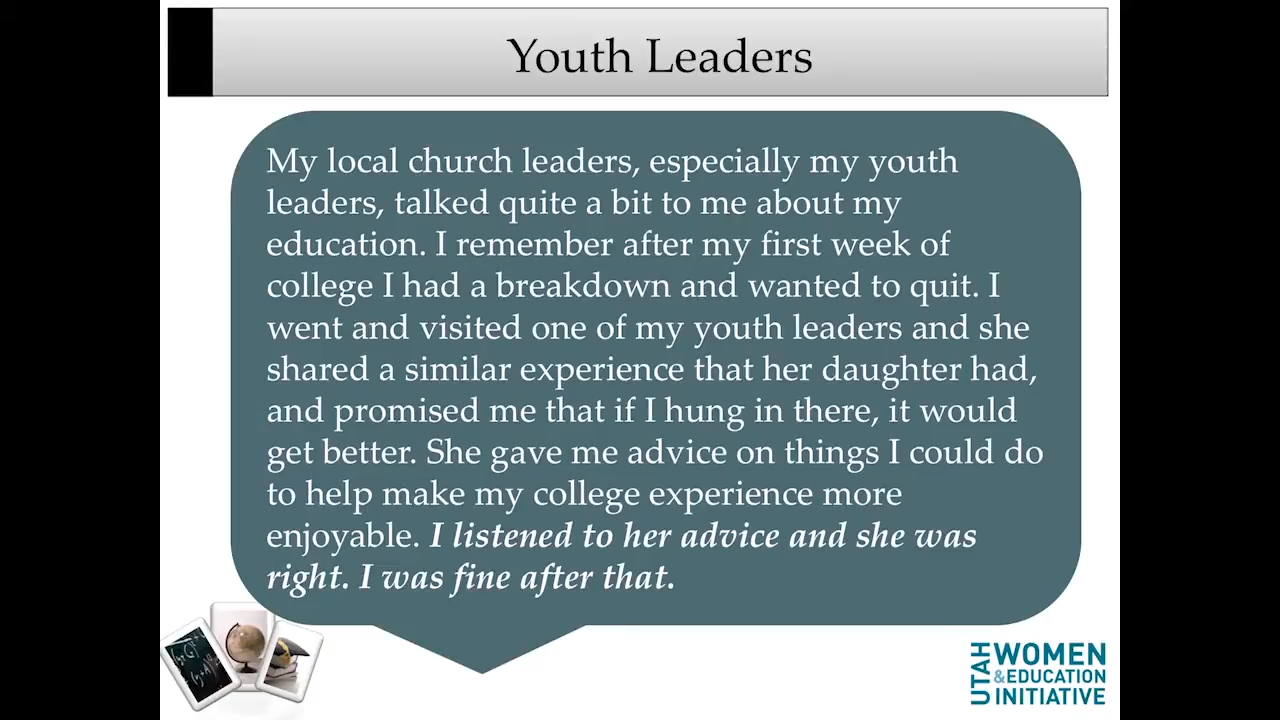 Youth Leaders
My local church leaders, especially my youth
leaders, talked quite a bit to me about my
education. I remember after my first week of
college I had a breakdown and wanted to quit. I
went and visited one of my youth leaders and she
shared a similar experience that her daughter had,
and promised me that if I hung in there, it would
get better. She gave me advice on things I could do
to help make my college experience more
enjoyable. I listened to her advice and she was
right. I was fine after that.
UTAH
WOMEN
&EDUCATION
INITIATIVE